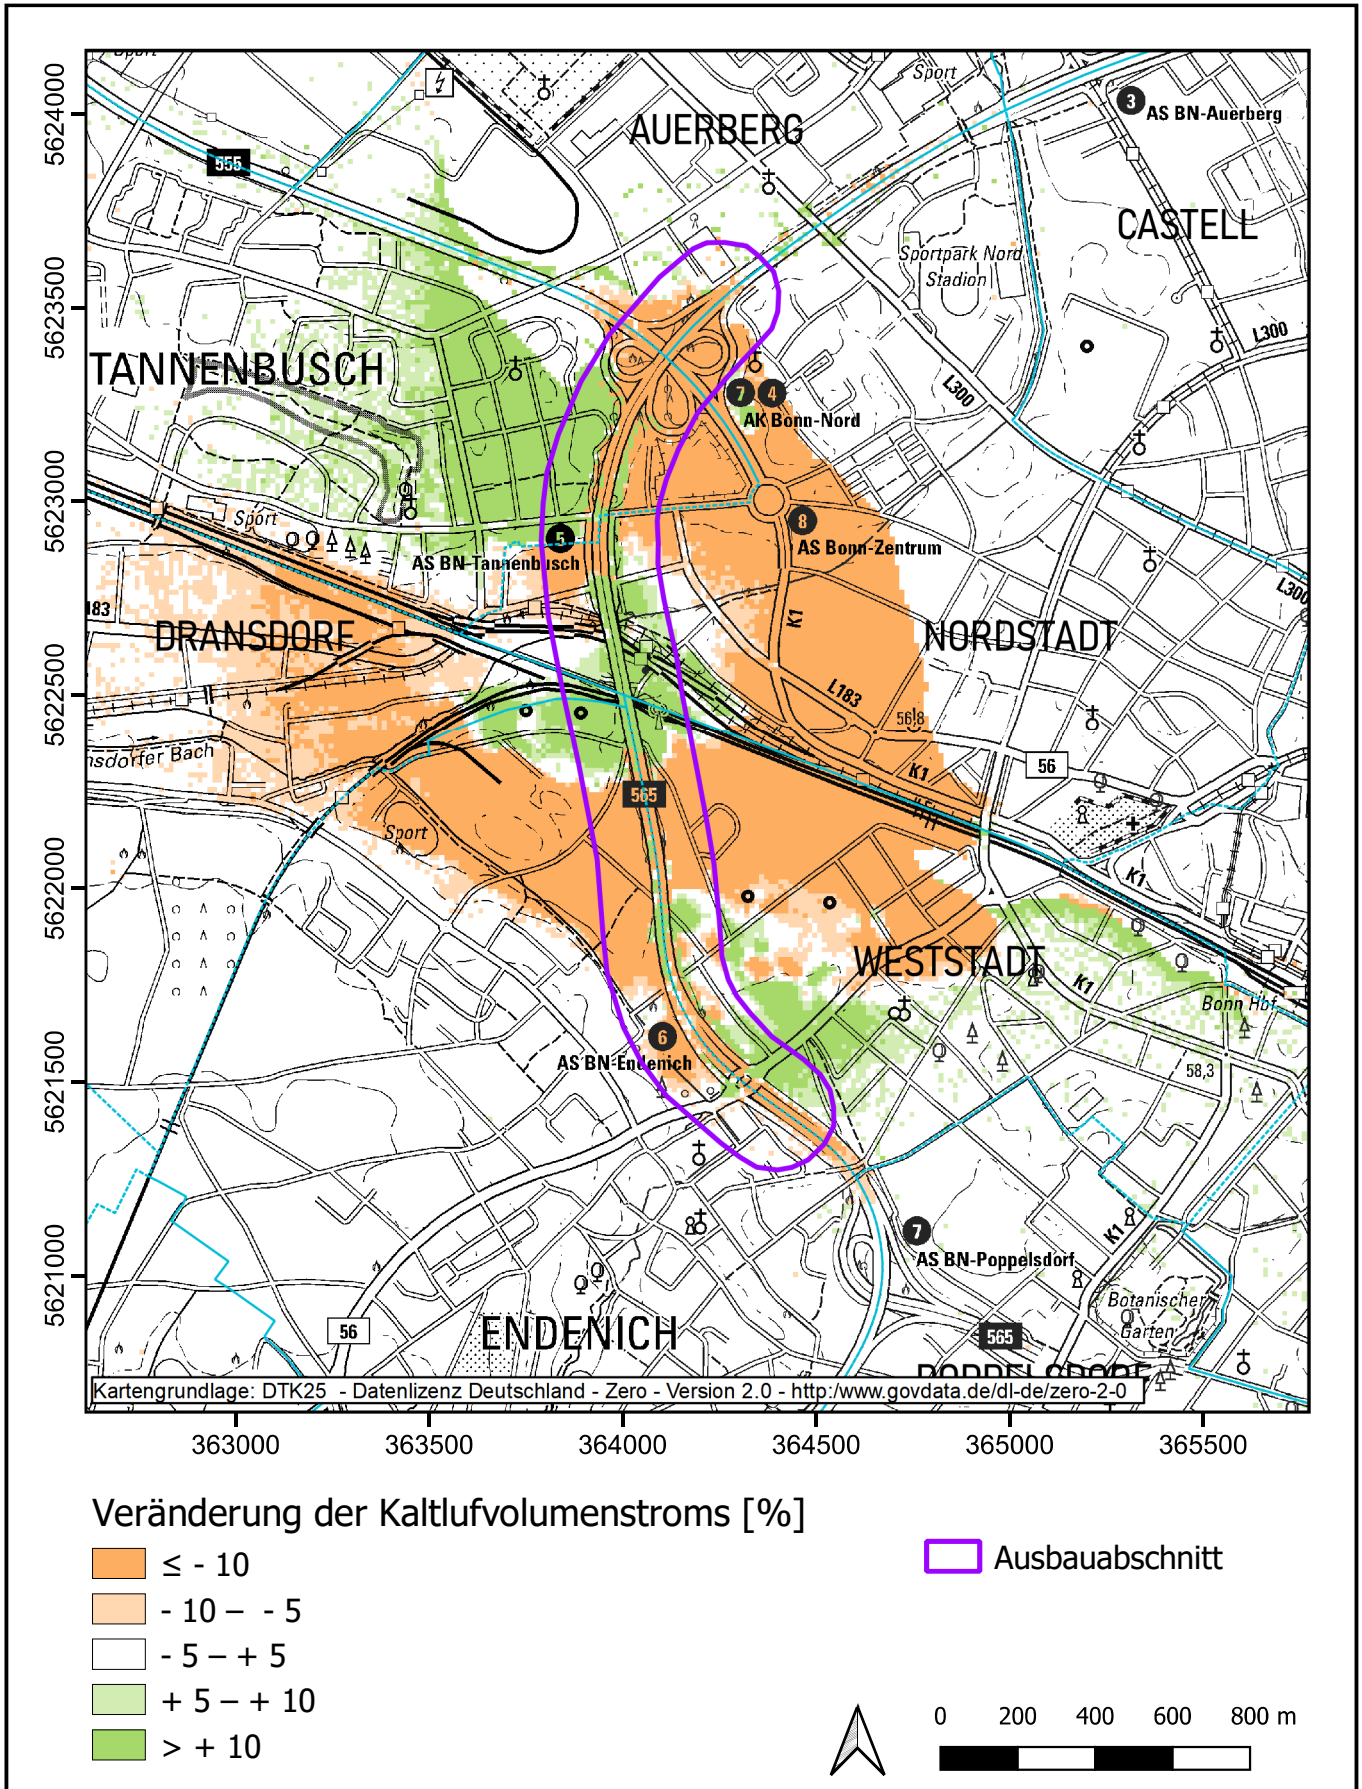 Sport
5624000
5623500
5623000
5622500
5622000
5621500
5621000
555
AUERBERG
Sport
3
AS BN-Auerberg
CASTELL
Sportpark Nord
Stadion
L300
L300
TANNENBUSCH
7 4
AK Bonn-Nord
Sport
5
AS BN-Tannenbusch
8
AS Bonn-Zentrum
L300
183
DRANSDORF
K1
NORDSTADT
L183
56,8
nsdorfer Bach
56
K1
565
Sport
K1
WESTSTADT
K1
Bonn Hbf
6
AS BN-Endenich
58,3
7
AS BN-Poppelsdorf
K1
Botanischer
Garten
56
ENDENICH
565
POPPELSDORF
Kartengrundlage: DTK25 - Datenlizenz Deutschland - Zero - Version 2.0 - http:/www.govdata.de/dl-de/zero-2-0
363000 363500 364000 364500 365000 365500
Veränderung der Kaltlufvolumenstroms [%]
≤ - 10
- 10 – - 5
- 5 – + 5
+ 5 – + 10
> + 10
Ausbauabschnitt
0 200 400 600 800 m